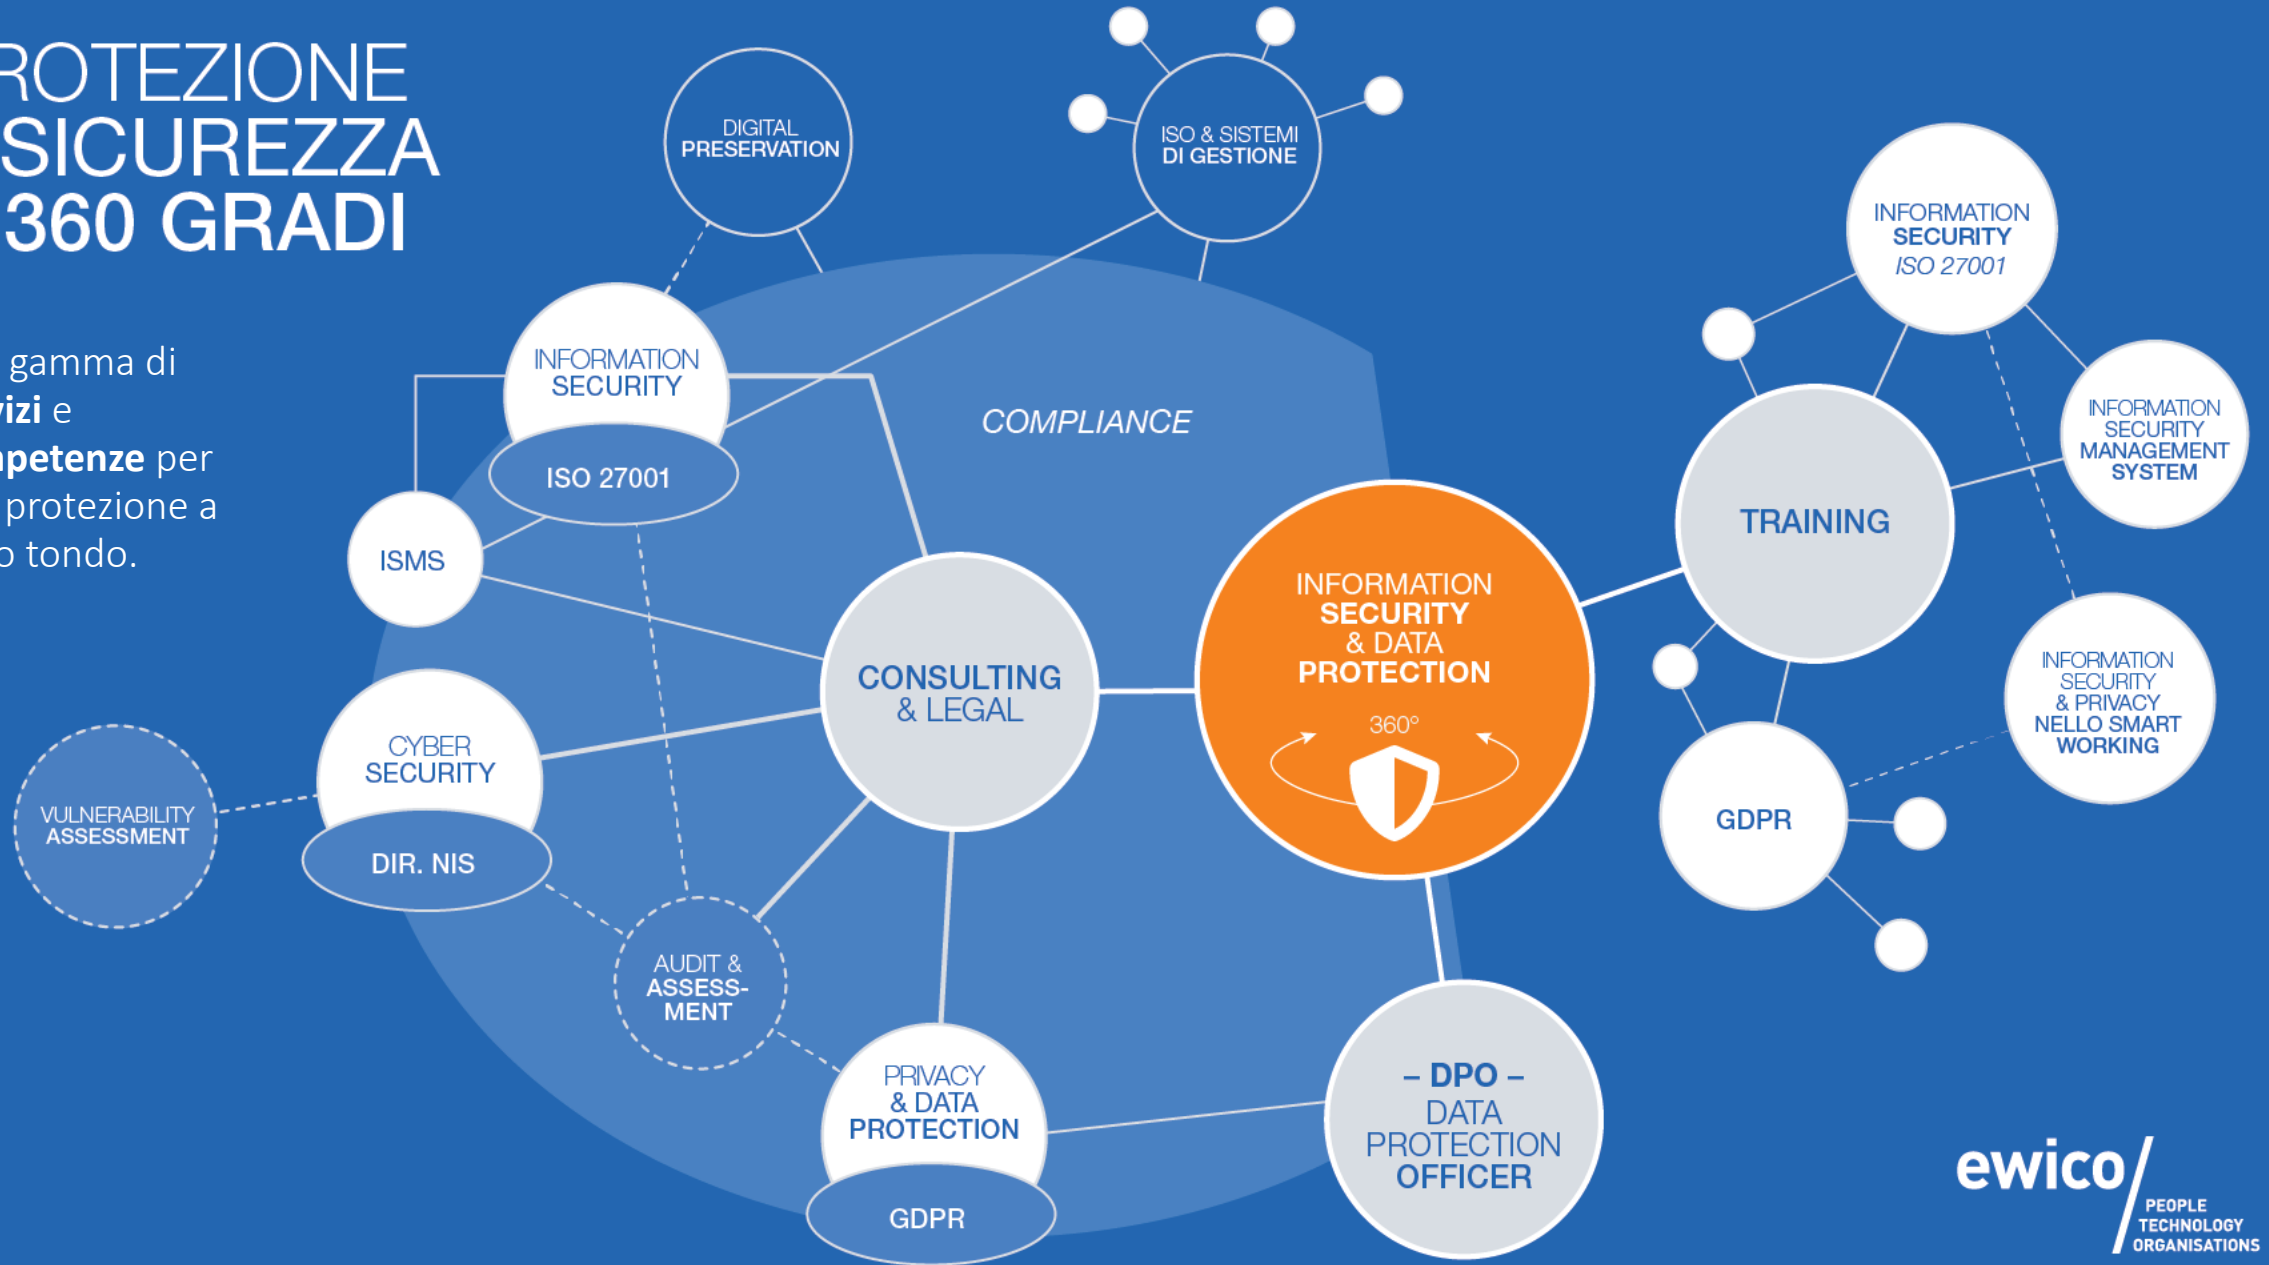 ROTEZIONE
SICUREZZA
360 GRADI
gamma di
vizi e
mpetenze per
protezione a
o tondo.
DIGITAL
PRESERVATION
ISO & SISTEMI
DI GESTIONE
INFORMATION
SECURITY
ISO 27001
COMPLIANCE
ISMS
CYBER
SECURITY
DIR. NIS
VULNERABILITY
ASSESSMENT
AUDIT &
ASSESS-
MENT
CONSULTING
& LEGAL
PRIVACY
& DATA
PROTECTION
GDPR
INFORMATION
SECURITY
& DATA
PROTECTION
360°
– DPO –
DATA
PROTECTION
OFFICER
TRAINING
INFORMATION
SECURITY
ISO 27001
INFORMATION
SECURITY
MANAGEMENT
SYSTEM
INFORMATION
SECURITY
& PRIVACY
NELLO SMART
WORKING
GDPR
ewico/
PEOPLE
TECHNOLOGY
ORGANISATIONS